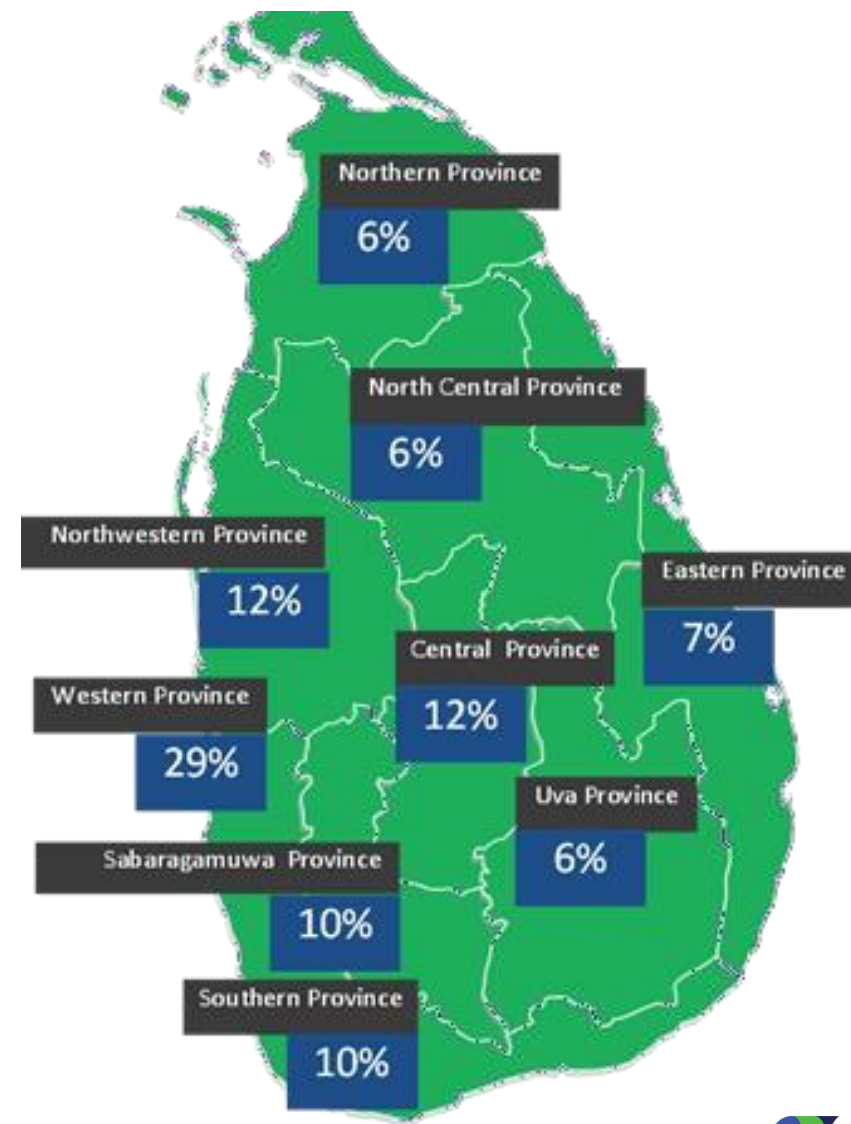 Northern Province
6%
North Central Province
6%
Northwestern Province
12%
Eastern Province
7%
Central Province
12%
Western Province
29%
Uva Province
6%
Sabaragamuwa Province
10%
Southern Province
10%